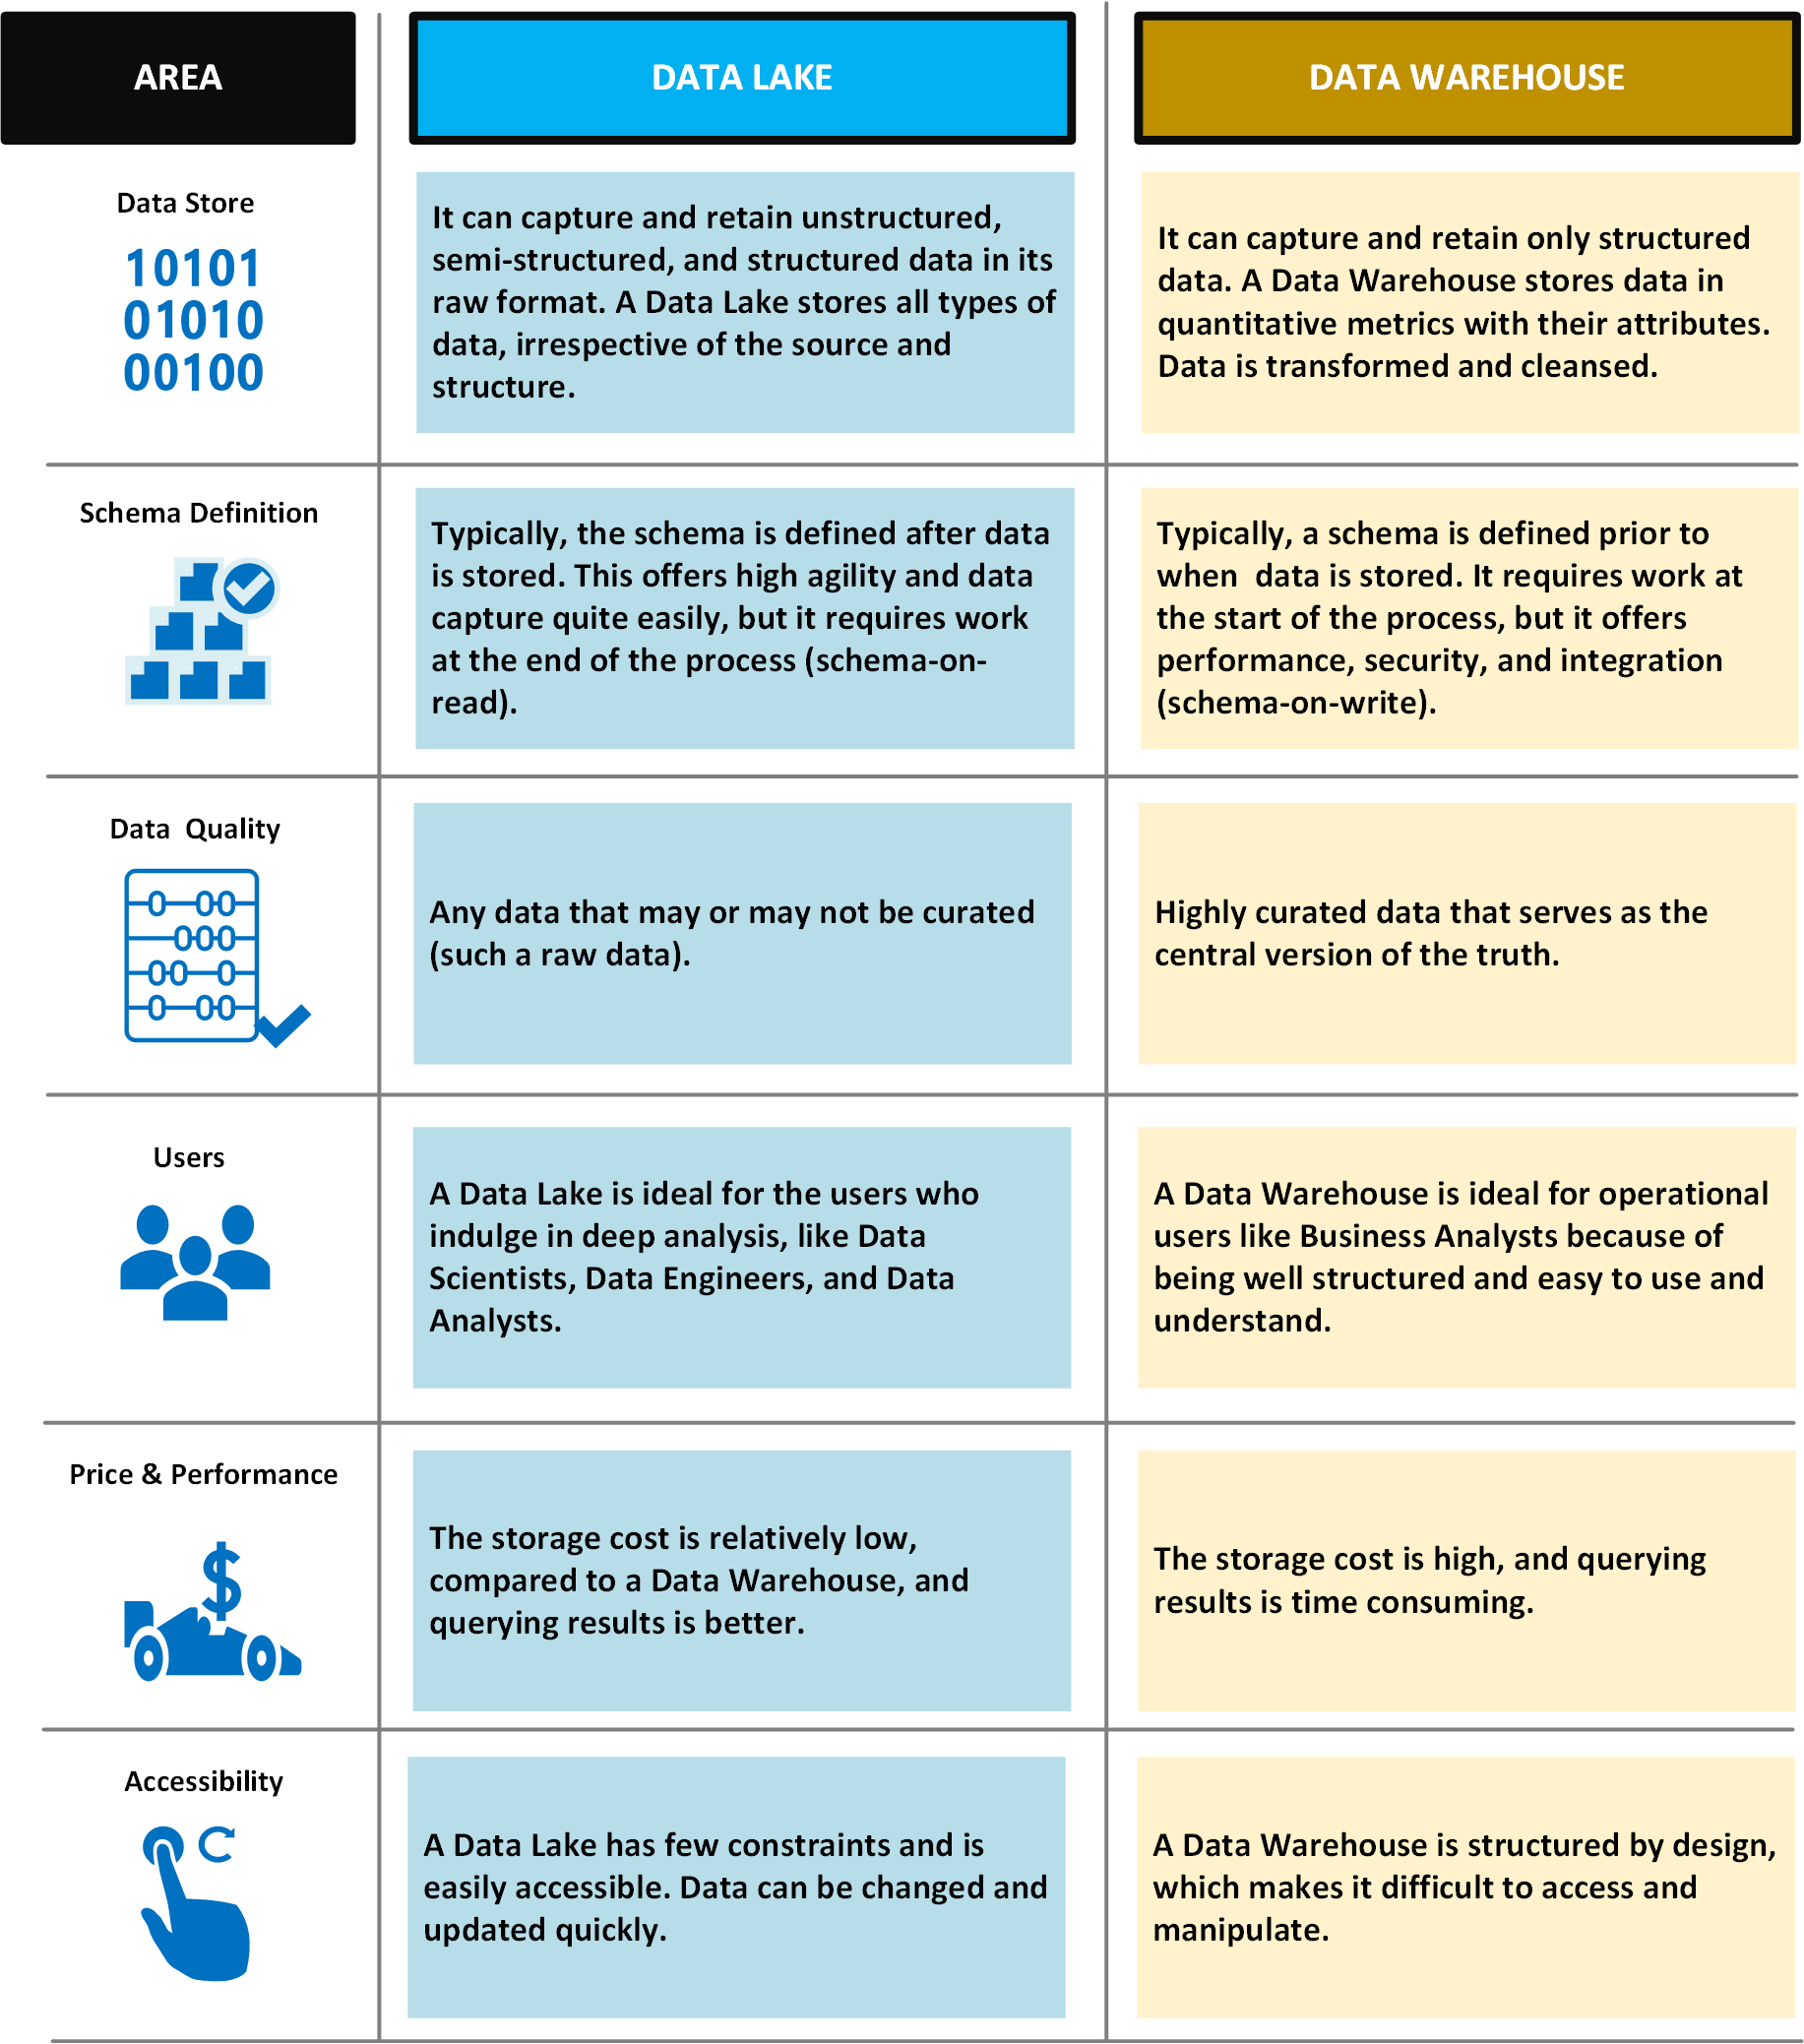 AREA
DATA LAKE
DATA WAREHOUSE
Data Store
10101
01010
00100
It can capture and retain unstructured,
semi-structured, and structured data in its
raw format. A Data Lake stores all types of
data, irrespective of the source and
structure.
It can capture and retain only structured
data. A Data Warehouse stores data in
quantitative metrics with their attributes.
Data is transformed and cleansed.
Schema Definition
Typically, the schema is defined after data
is stored. This offers high agility and data
capture quite easily, but it requires work
at the end of the process (schema-on-
read).
Typically, a schema is defined prior to
when  data is stored. It requires work at
the start of the process, but it offers
performance, security, and integration
(schema-on-write).
Data  Quality
Any data that may or may not be curated
(such a raw data).
Highly curated data that serves as the
central version of the truth.
Users
A Data Lake is ideal for the users who
indulge in deep analysis, like Data
Scientists, Data Engineers, and Data
Analysts.
A Data Warehouse is ideal for operational
users like Business Analysts because of
being well structured and easy to use and
understand.
Price & Performance
$
The storage cost is relatively low,
compared to a Data Warehouse, and
querying results is better.
The storage cost is high, and querying
results is time consuming.
Accessibility
A Data Lake has few constraints and is
easily accessible. Data can be changed and
updated quickly.
A Data Warehouse is structured by design,
which makes it difficult to access and
manipulate.